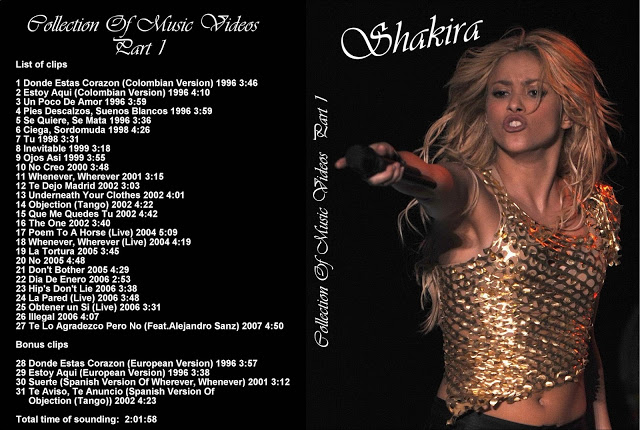 Collection Of Music Videos
Part 1
List of clips
1 Donde Estas Corazon (Colombian Version) 1996 3:46
2 Estoy Aqui (Colombian Version) 1996 4:10
3 Un Poco De Amor 1996 3:59
4 Pies Descalzos, Suenos Blancos 1996 3:59
5 Se Quiere, Se Mata 1996 3:36
6 Ciega, Sordomuda 1998 4:26
7 Tu 1998 3:31
8 Inevitable 1999 3:18
9 Ojos Asi 1999 3:55
10 No Creo 2000 3:48
11 Whenever, Wherever 2001 3:15
12 Te Dejo Madrid 2002 3:03
13 Underneath Your Clothes 2002 4:01
14 Objection (Tango) 2002 4:22
15 Que Me Quedes Tu 2002 4:42
16 The One 2002 3:40
17 Poem To A Horse (Live) 2004 5:09
18 Whenever, Wherever (Live) 2004 4:19
19 La Tortura 2005 3:45
20 No 2005 4:48
21 Don't Bother 2005 4:29
22 Dia De Enero 2006 2:53
23 Hip's Don't Lie 2006 3:38
24 La Pared (Live) 2006 3:48
25 Obtener un Si (Live) 2006 3:31
26 Illegal 2006 4:07
27 Te Lo Agradezco Pero No (Feat.Alejandro Sanz) 2007 4:50
Bonus clips
28 Donde Estas Corazon (European Version) 1996 3:57
29 Estoy Aqui (European Version) 1996 3:38
30 Suerte (Spanish Version Of Wherever, Whenever) 2001 3:12
31 Te Aviso, Te Anuncio (Spanish Version Of
Objection (Tango)) 2002 4:23
Total time of sounding: 2:01:58
Collection Of Music Videos Part 1
Shakira